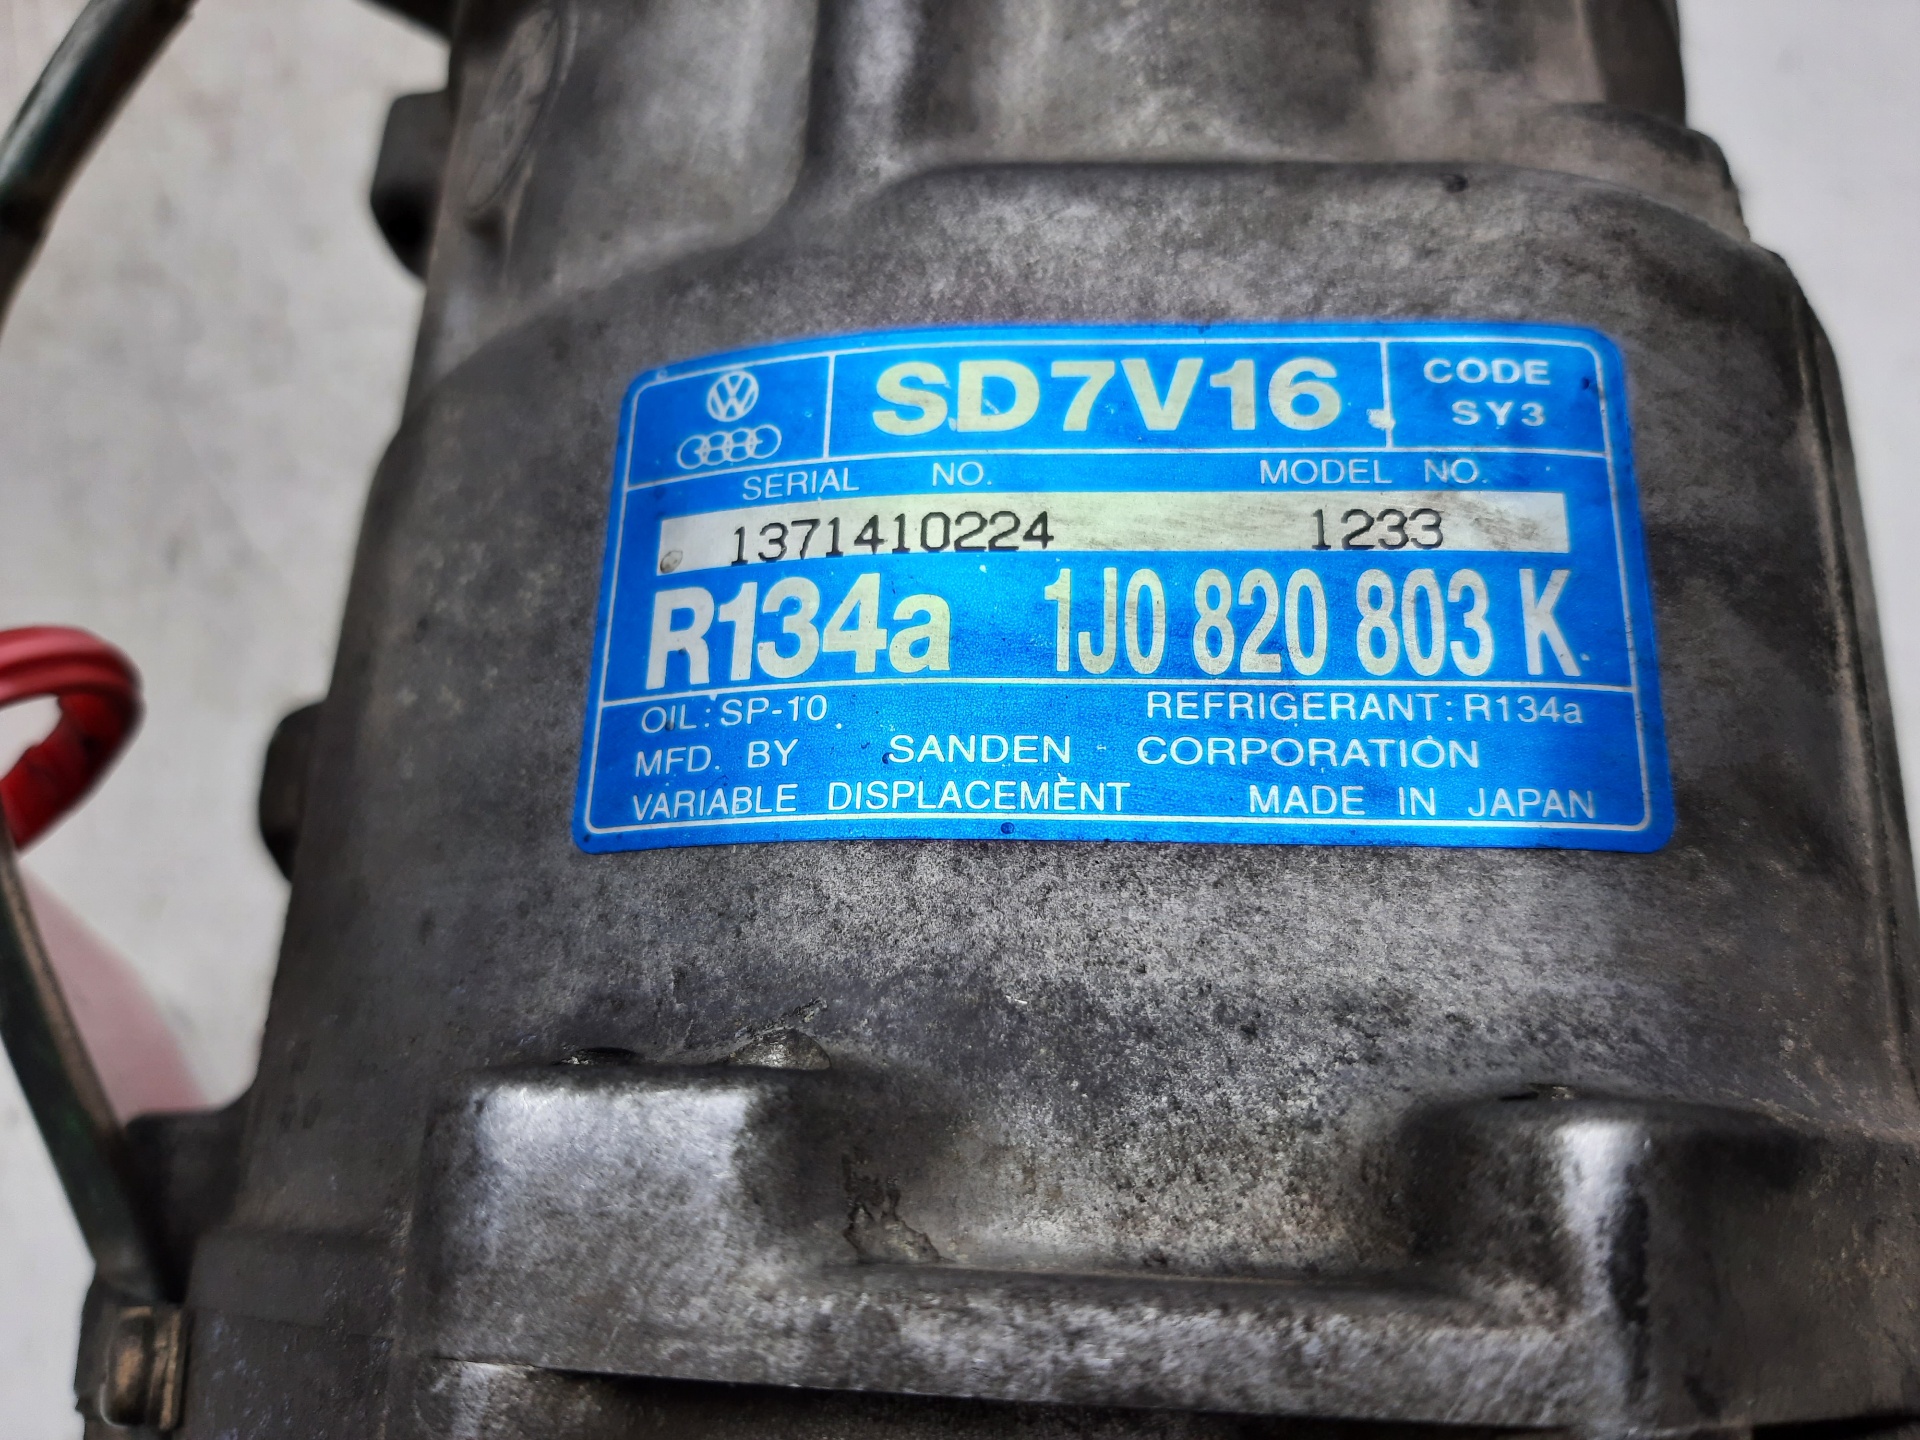 SD7V16
CODE
SY3
SERIAL NO. MODEL NO.
1371410224 1233
R134a 1J0 820 803 K
OIL: SP-10 REFRIGERANT: R134a
MFD. BY SANDEN CORPORATION
VARIABLE DISPLACEMENT MADE IN JAPAN